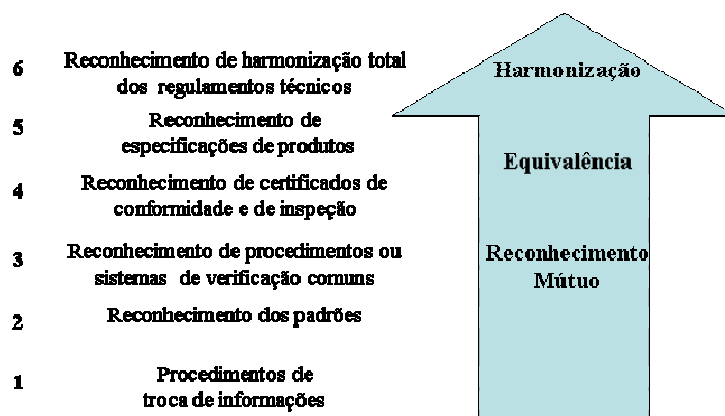 6
Reconhecimento de harmonização total
dos regulamentos técnicos
Harmonização
5
Reconhecimento de
especificações de produtos
Equivalência
4
Reconhecimento de certificados de
conformidade e de inspeção
3
Reconhecimento de procedimentos ou
sistemas de verificação comuns
Reconhecimento
Mútuo
2
Reconhecimento dos padrões
1
Procedimentos de
troca de informações